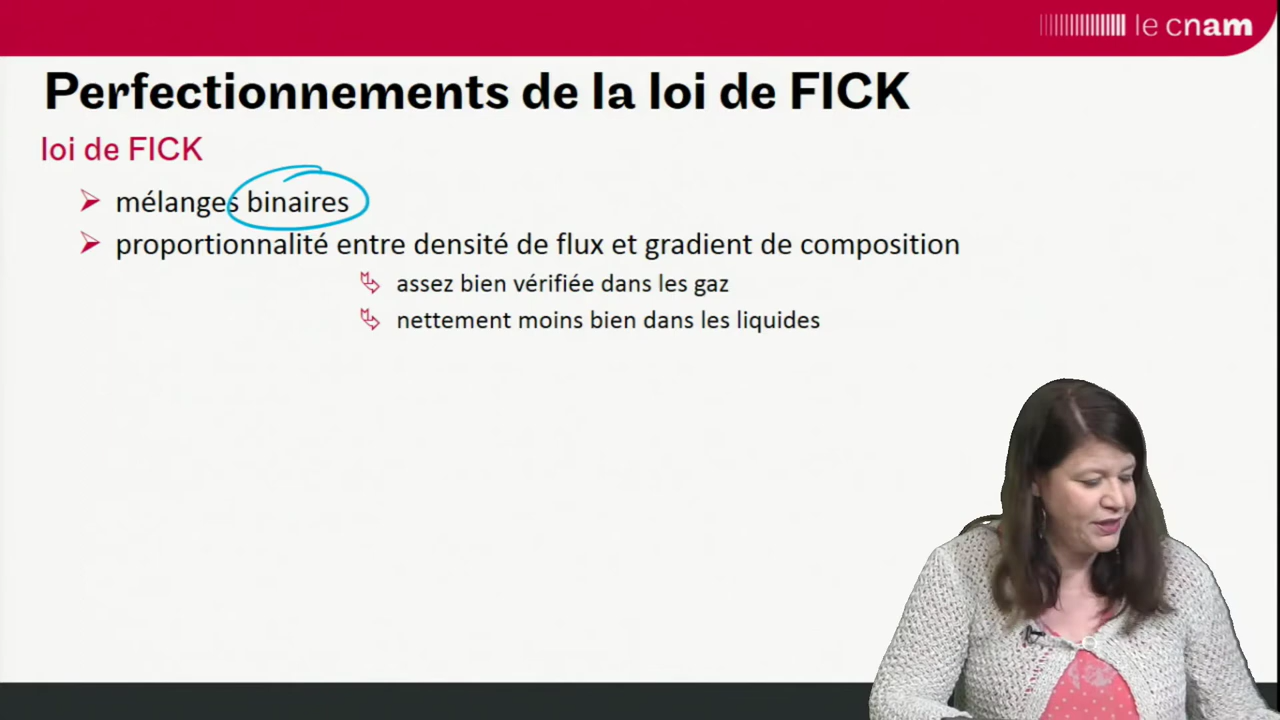 le cnam
Perfectionnements de la loi de FICK
loi de FICK
mélanges binaires
proportionnalité entre densité de flux et gradient de composition
assez bien vérifiée dans les gaz
nettement moins bien dans les liquides